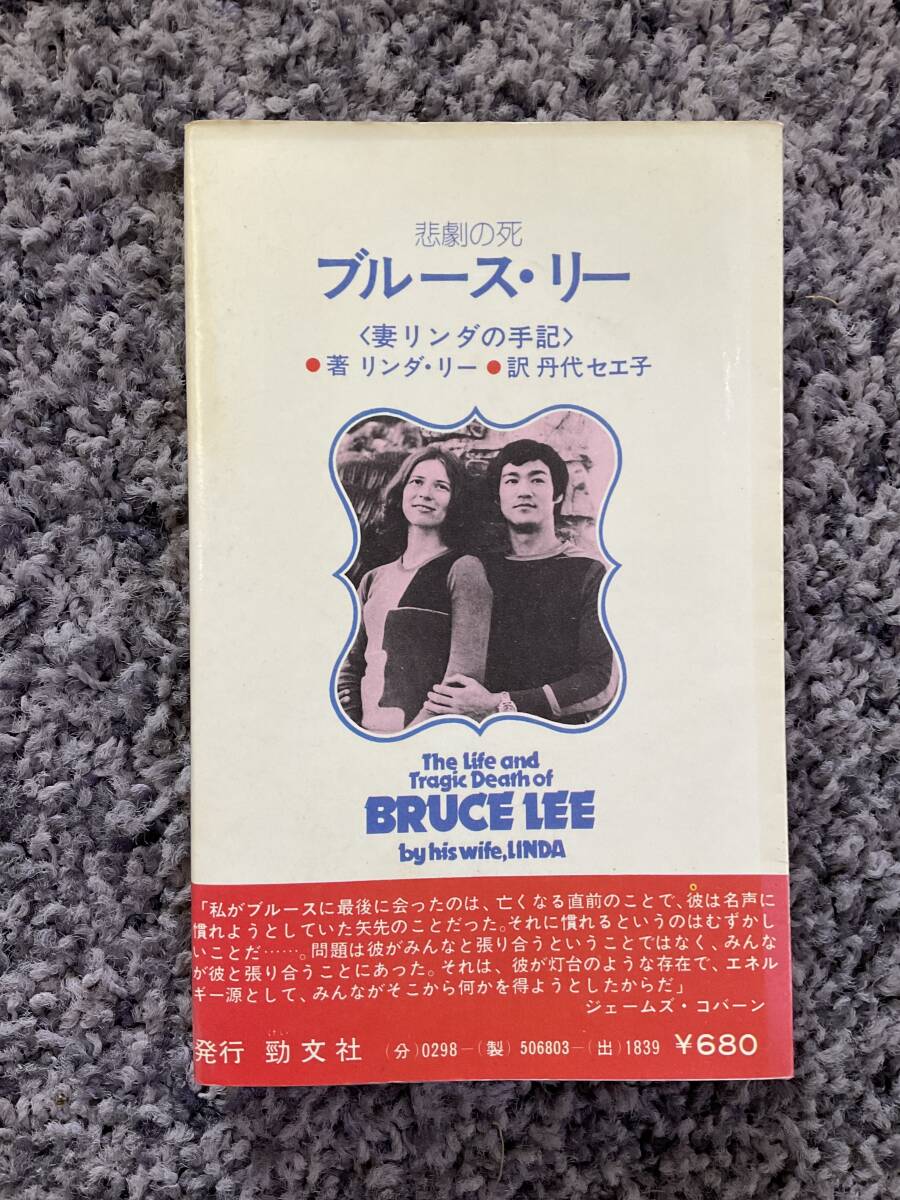 悲劇の死
ブルース・リー
〈妻リンダの手記〉
●著 リンダ・リー ●訳 丹代セエ子
The Life and
Tragic Death of
BRUCE LEE
by his wife, LINDA
「私がブルースに最後に会ったのは、亡くなる直前のことで、彼は名声に
慣れようとしていた矢先のことだった。それに慣れるというのはむずかし
いことだ……。問題は彼がみんなと張り合うということではなく、みんな
が彼と張り合うことにあった。それは、彼が灯台のような存在で、エネル
ギー源として、みんながそこから何かを得ようとしたからだ」
ジェームズ・コバーン
発行 勁文社 (分)0298-(製)506803-(出)1839 ¥680